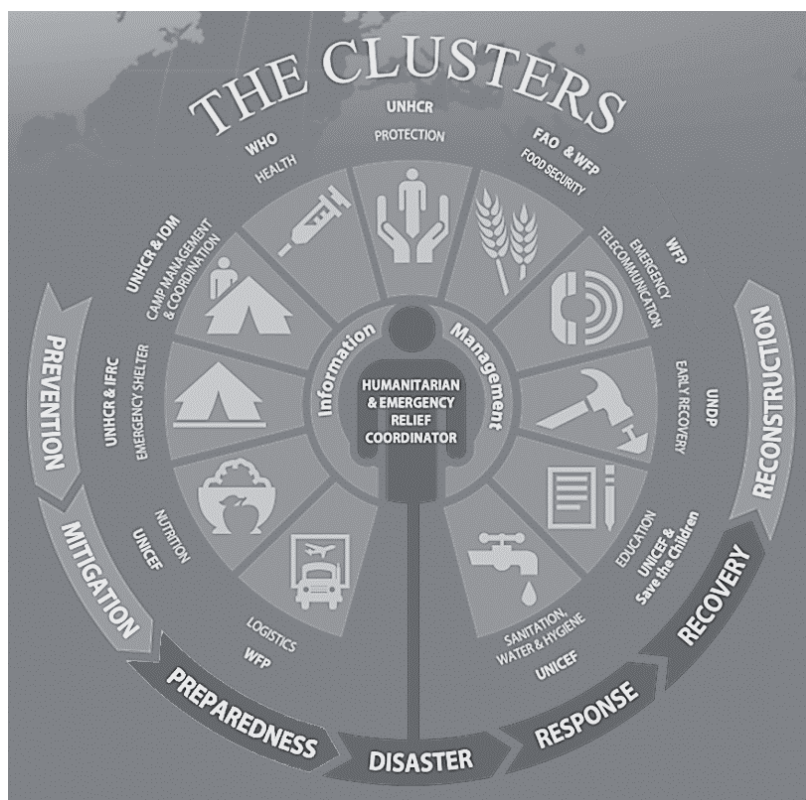 THE CLUSTERS
UNHCR
PROTECTION
FAO & WFP
FOOD SECURITY
WFP
EMERGENCY
TELECOMMUNICATION
UNDP
EARLY RECOVERY
EDUCATION
UNICEF &
Save the Children
SANITATION,
WATER & HYGIENE
UNICEF
LOGISTICS
WFP
NUTRITION
UNICEF
UNHCR & IFRC
EMERGENCY SHELTER
UNHCR & IOM
CAMP MANAGEMENT
& COORDINATION
WHO
HEALTH
Information Management
HUMANITARIAN
& EMERGENCY
RELIEF
COORDINATOR
PREVENTION
MITIGATION
PREPAREDNESS
DISASTER
RESPONSE
RECOVERY
RECONSTRUCTION